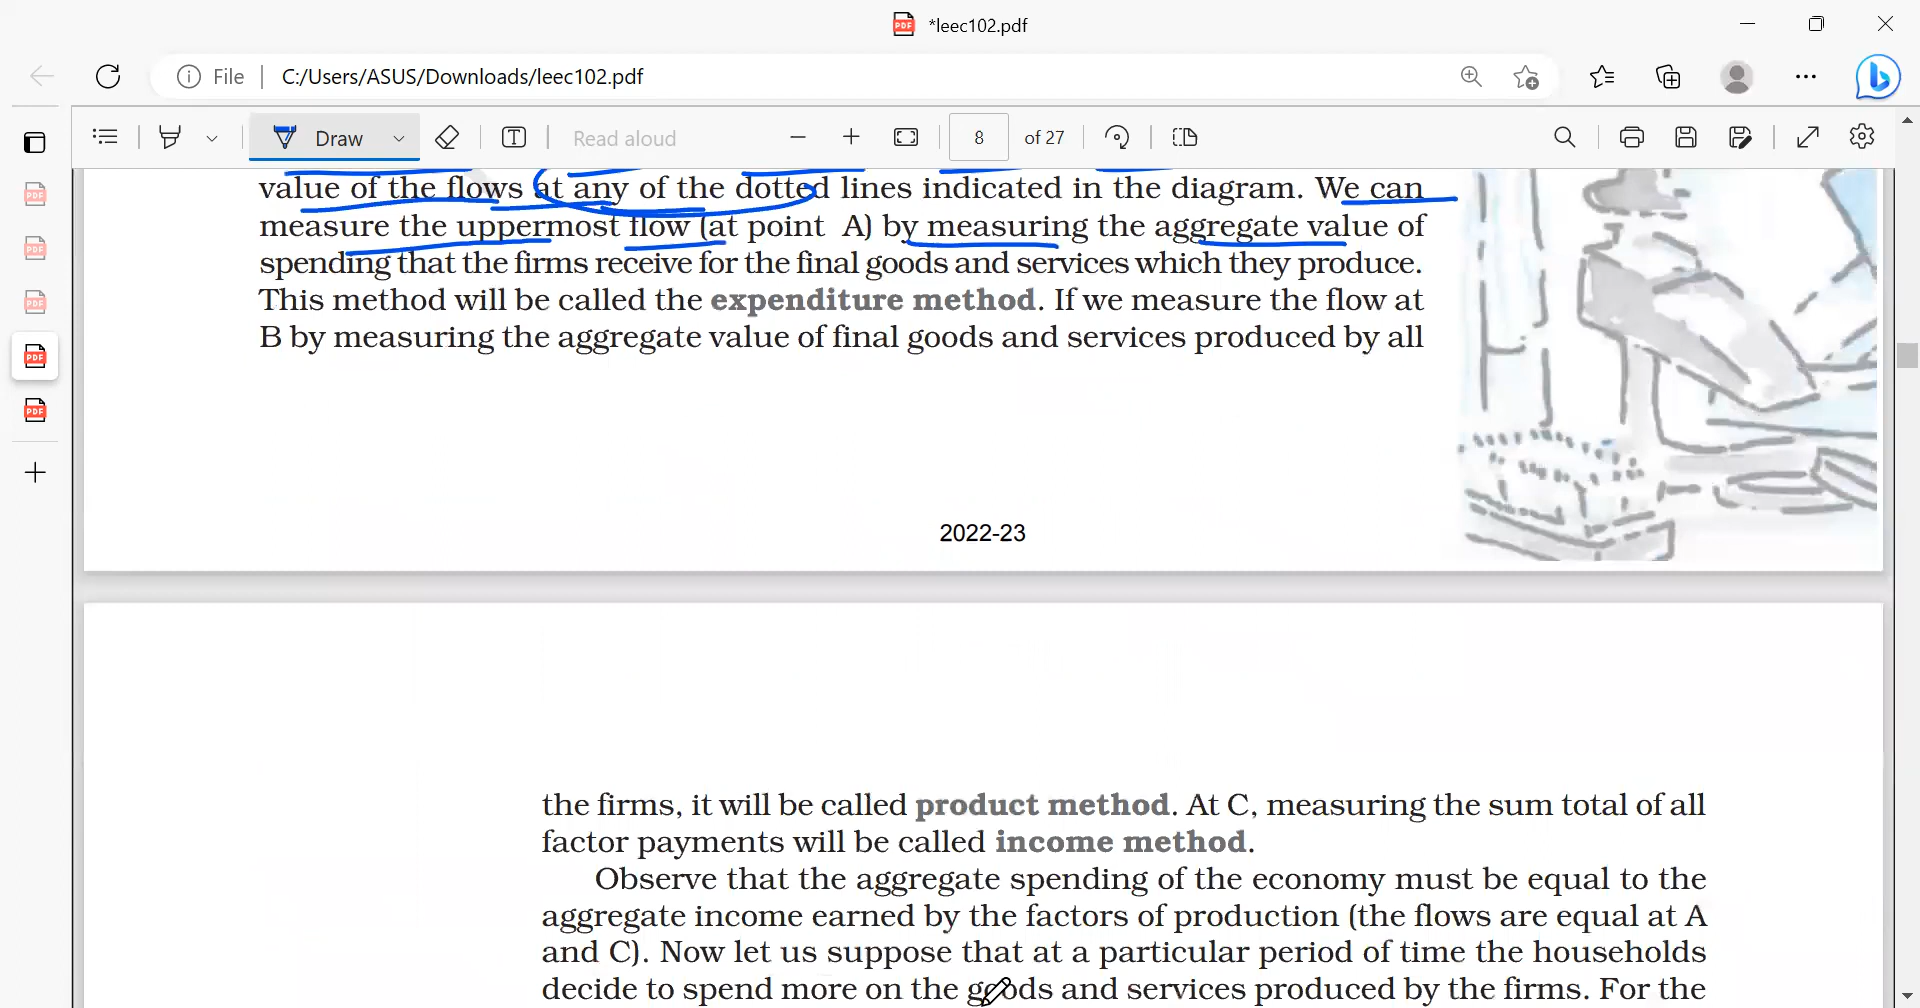 *leec102.pdf
File
C:/Users/ASUS/Downloads/leec102.pdf
Draw
Read aloud
8
of 27
value of the flows at any of the dotted lines indicated in the diagram. We can
measure the uppermost flow (at point A) by measuring the aggregate value of
spending that the firms receive for the final goods and services which they produce.
This method will be called the expenditure method. If we measure the flow at
B by measuring the aggregate value of final goods and services produced by all
2022-23
the firms, it will be called product method. At C, measuring the sum total of all
factor payments will be called income method.
Observe that the aggregate spending of the economy must be equal to the
aggregate income earned by the factors of production (the flows are equal at A
and C). Now let us suppose that at a particular period of time the households
decide to spend more on the goods and services produced by the firms. For the